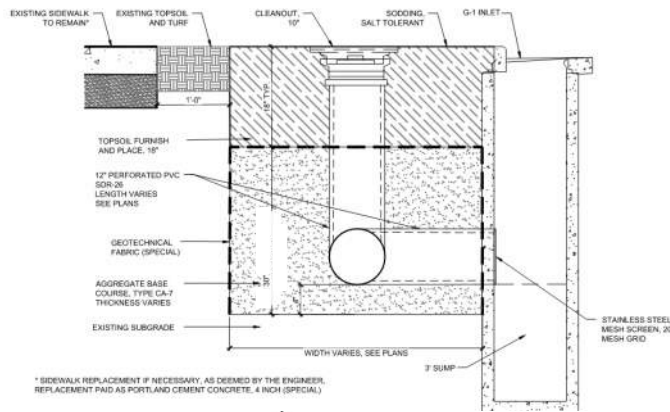 EXISTING SIDEWALK
TO REMAIN*
EXISTING TOPSOIL
AND TURF
CLEANOUT,
10"
SODDING,
SALT TOLERANT
G-1 INLET
1'-0"
18" TYP
TOPSOIL FURNISH
AND PLACE, 18"
12" PERFORATED PVC
SDR-26
LENGTH VARIES
SEE PLANS
GEOTECHNICAL
FABRIC (SPECIAL)
AGGREGATE BASE
COURSE, TYPE CA-7
THICKNESS VARIES
30"
EXISTING SUBGRADE
WIDTH VARIES, SEE PLANS
3' SUMP
STAINLESS STEEL
MESH SCREEN, 20
MESH GRID
* SIDEWALK REPLACEMENT IF NECESSARY, AS DEEMED BY THE ENGINEER,
REPLACEMENT PAID AS PORTLAND CEMENT CONCRETE, 4 INCH (SPECIAL)